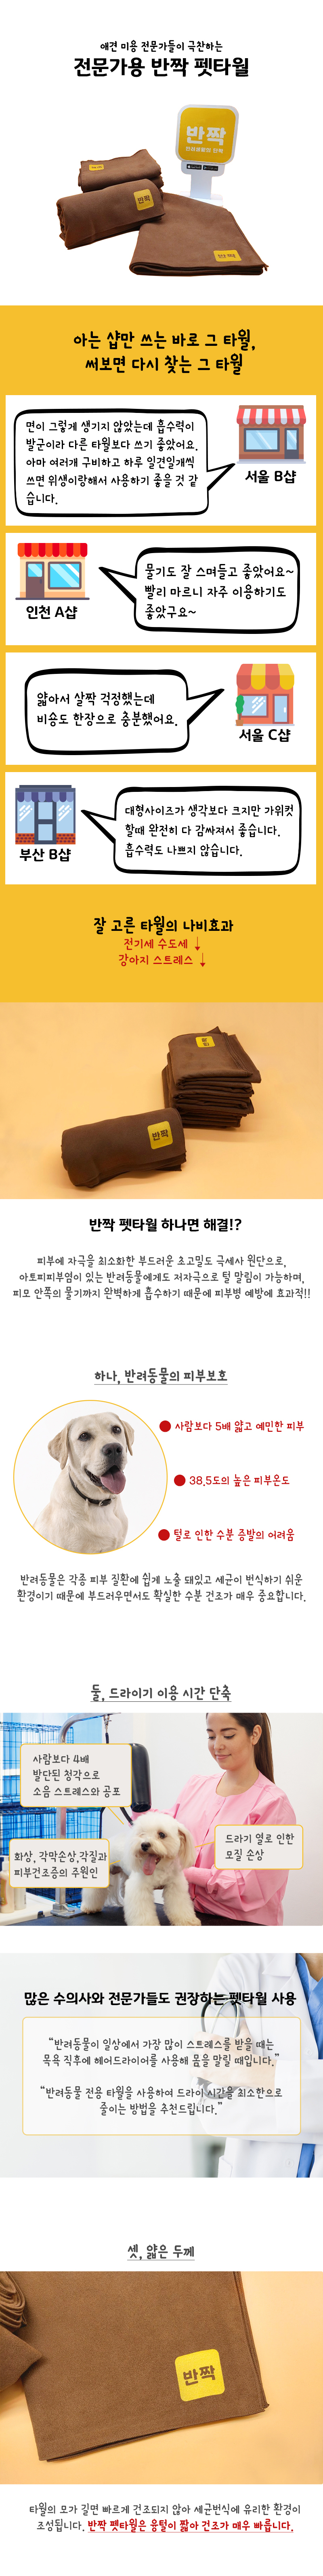 애견 미용 전문가들이 극찬하는
전문가용 반짝 펫타월
반짝
반려생활의 단짝
반짝
반짝
아는 샵만 쓰는 바로 그 타월,
써보면 다시 찾는 그 타월
면이 그렇게 생기지 않았는데 흡수력이
발군이라 다른 타월보다 쓰기 좋았어요.
아마 여러개 구비하고 하루 일견일개씩
쓰면 위생이랑해서 사용하기 좋을 것 같
습니다.
서울 B샵
물기도 잘 스며들고 좋았어요~
빨리 마르니 자주 이용하기도
좋았구요~
인천 A샵
얇아서 살짝 걱정했는데
비숑도 한장으로 충분했어요.
서울 C샵
대형사이즈가 생각보다 크지만 가위컷
할때 완전히 다 감싸져서 좋습니다.
흡수력도 나쁘지 않습니다.
부산 B샵
잘 고른 타월의 나비효과
전기세 수도세 ↓
강아지 스트레스 ↓
반짝
반짝
반짝 펫타월 하나면 해결!?
피부에 자극을 최소화한 부드러운 초고밀도 극세사 원단으로,
아토피피부염이 있는 반려동물에게도 저자극으로 털 말림이 가능하며,
피모 안쪽의 물기까지 완벽하게 흡수하기 때문에 피부병 예방에 효과적!!
하나, 반려동물의 피부보호
사람보다 5배 얇고 예민한 피부
38.5도의 높은 피부온도
털로 인한 수분 증발의 어려움
반려동물은 각종 피부 질환에 쉽게 노출 돼있고 세균이 번식하기 쉬운
환경이기 때문에 부드러우면서도 확실한 수분 건조가 매우 중요합니다.
둘, 드라이기 이용 시간 단축
사람보다 4배
발단된 청각으로
소음 스트레스와 공포
드라기 열로 인한
모질 손상
화상, 각막손상,각질과
피부건조증의 주원인
많은 수의사와 전문가들도 권장하는 펫타월 사용
“반려동물이 일상에서 가장 많이 스트레스를 받을 때는
목욕 직후에 헤어드라이어를 사용해 몸을 말릴 때입니다.”
“반려동물 전용 타월을 사용하여 드라이 시간을 최소한으로
줄이는 방법을 추천드립니다.”
셋, 얇은 두께
반짝
타월의 모가 길면 빠르게 건조되지 않아 세균번식에 유리한 환경이
조성됩니다. 반짝 펫타월은 융털이 짧아 건조가 매우 빠릅니다.